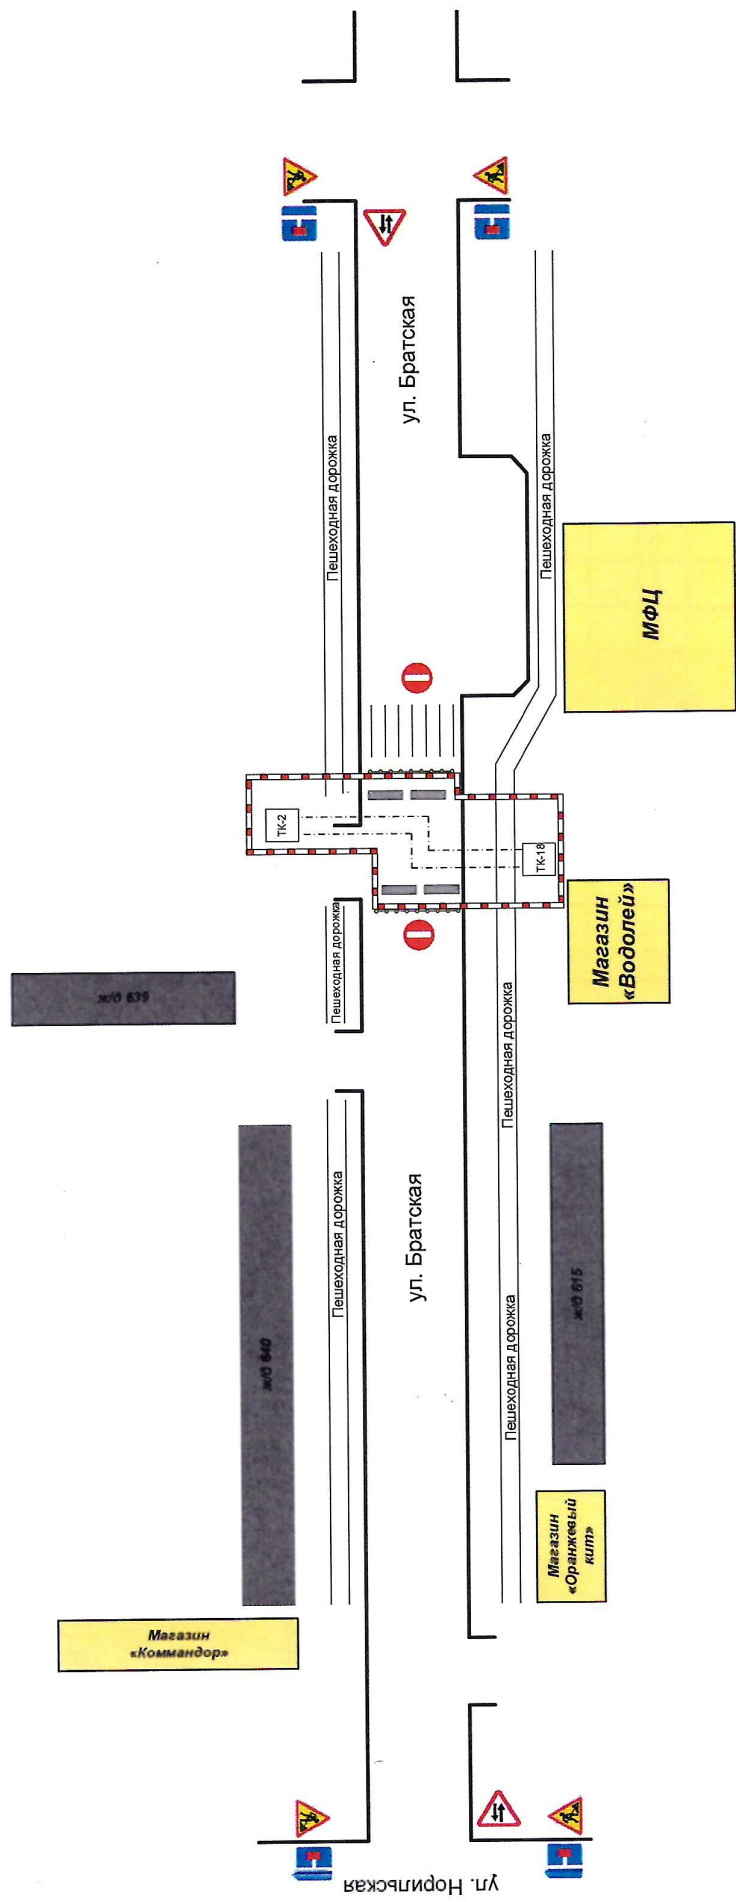 ул. Братская
Пешеходная дорожка
Пешеходная дорожка
МФЦ
ТК-2
ТК-18
Магазин
«Водолей»
Пешеходная дорожка
ж/д 639
Пешеходная дорожка
Пешеходная дорожка
ул. Братская
ж/д 640
Пешеходная дорожка
ж/д 615
Магазин
«Оранжевый
кит»
Магазин
«Коммандор»
ул. Норильская